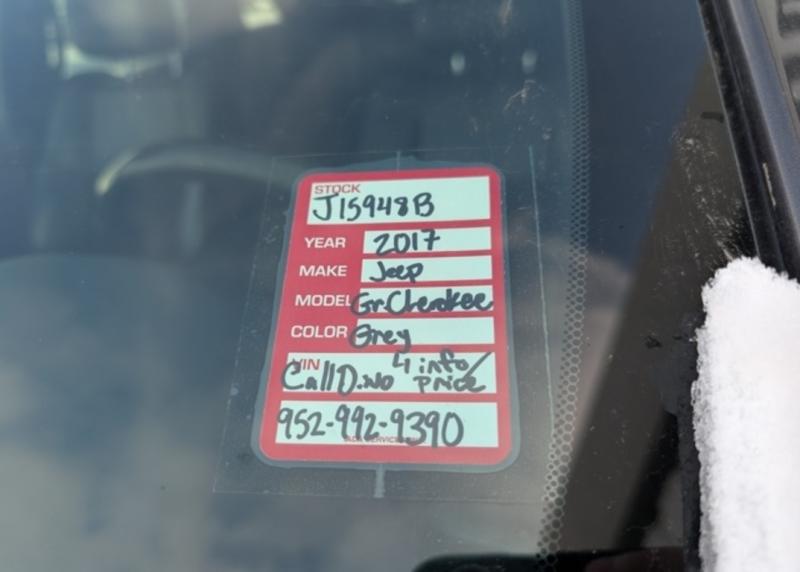 STOCK
J15948B
YEAR 2017
MAKE Jeep
MODEL Gr.Cherokee
COLOR Grey
VIN
Call D.no 4 info/
price
952-992-9390